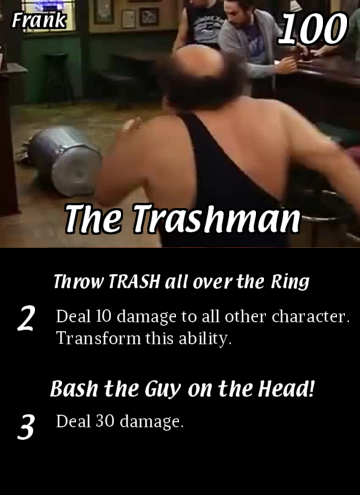 Frank
100
The Trashman
Throw TRASH all over the Ring
2
Deal 10 damage to all other character.
Transform this ability.
Bash the Guy on the Head!
3
Deal 30 damage.